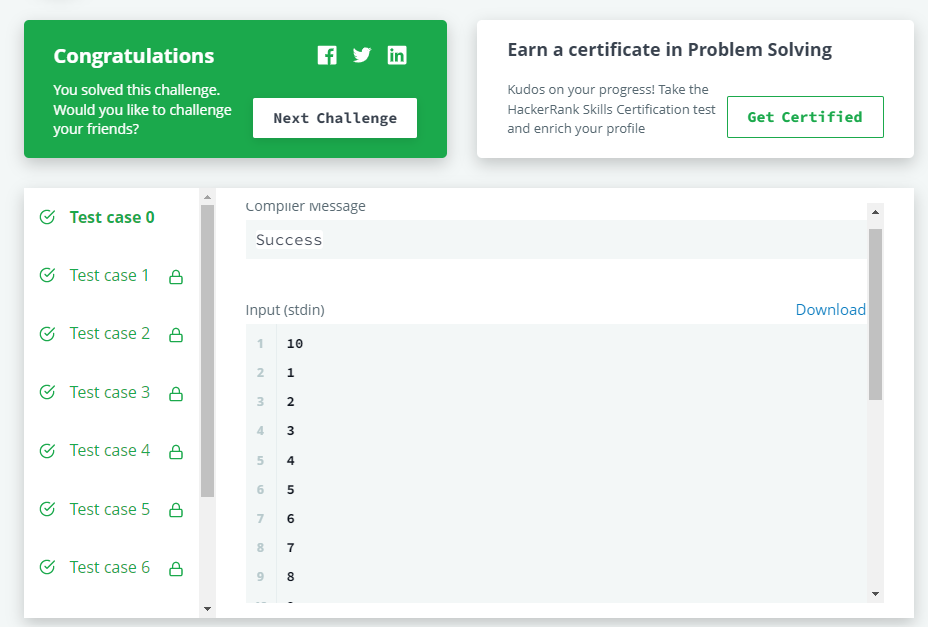 Congratulations
You solved this challenge.
Would you like to challenge
your friends?
Next Challenge
Earn a certificate in Problem Solving
Kudos on your progress! Take the
HackerRank Skills Certification test
and enrich your profile
Get Certified
Test case 0
Test case 1
Test case 2
Test case 3
Test case 4
Test case 5
Test case 6
Compiler Message
Success
Input (stdin)
Download
1 10
2 1
3 2
4 3
5 4
6 5
7 6
8 7
9 8